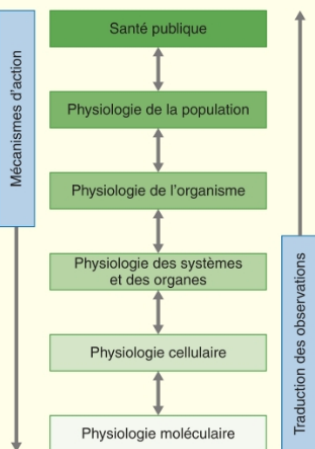 Mécanismes d'action
Santé publique
Physiologie de la population
Physiologie de l'organisme
Physiologie des systèmes
et des organes
Physiologie cellulaire
Physiologie moléculaire
Traduction des observations